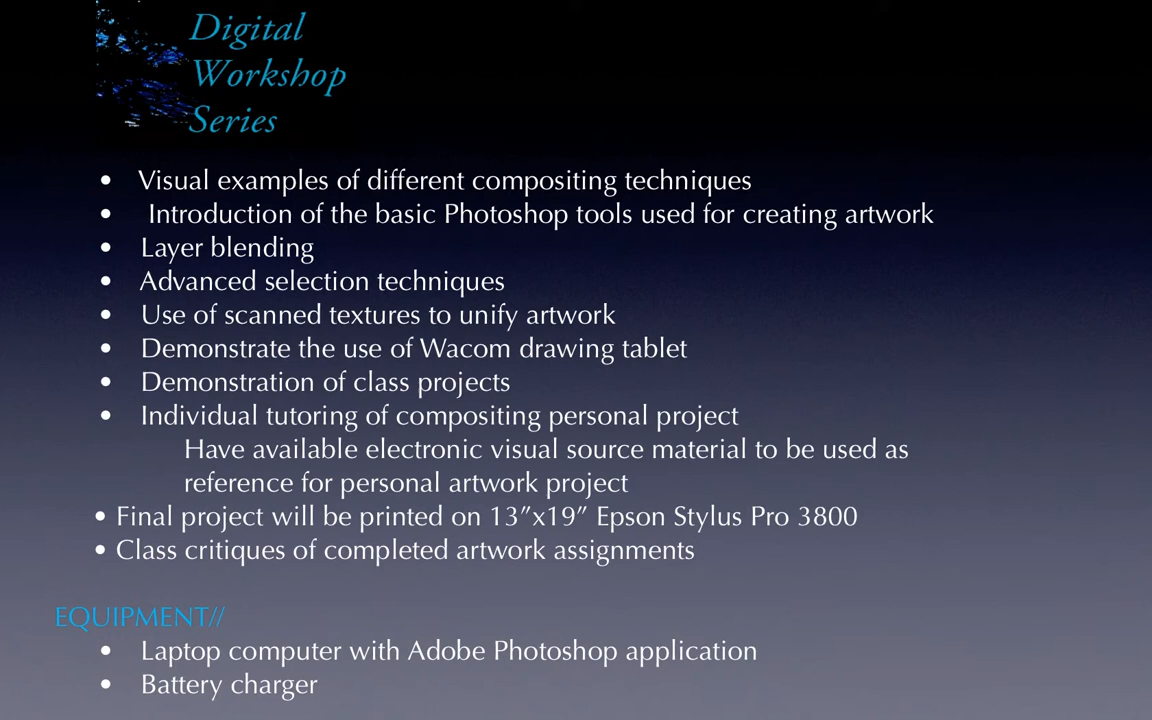 Digital
Workshop
Series
• Visual examples of different compositing techniques
• Introduction of the basic Photoshop tools used for creating artwork
• Layer blending
• Advanced selection techniques
• Use of scanned textures to unify artwork
• Demonstrate the use of Wacom drawing tablet
• Demonstration of class projects
• Individual tutoring of compositing personal project
Have available electronic visual source material to be used as
reference for personal artwork project
• Final project will be printed on 13”x19” Epson Stylus Pro 3800
• Class critiques of completed artwork assignments
EQUIPMENT//
• Laptop computer with Adobe Photoshop application
• Battery charger